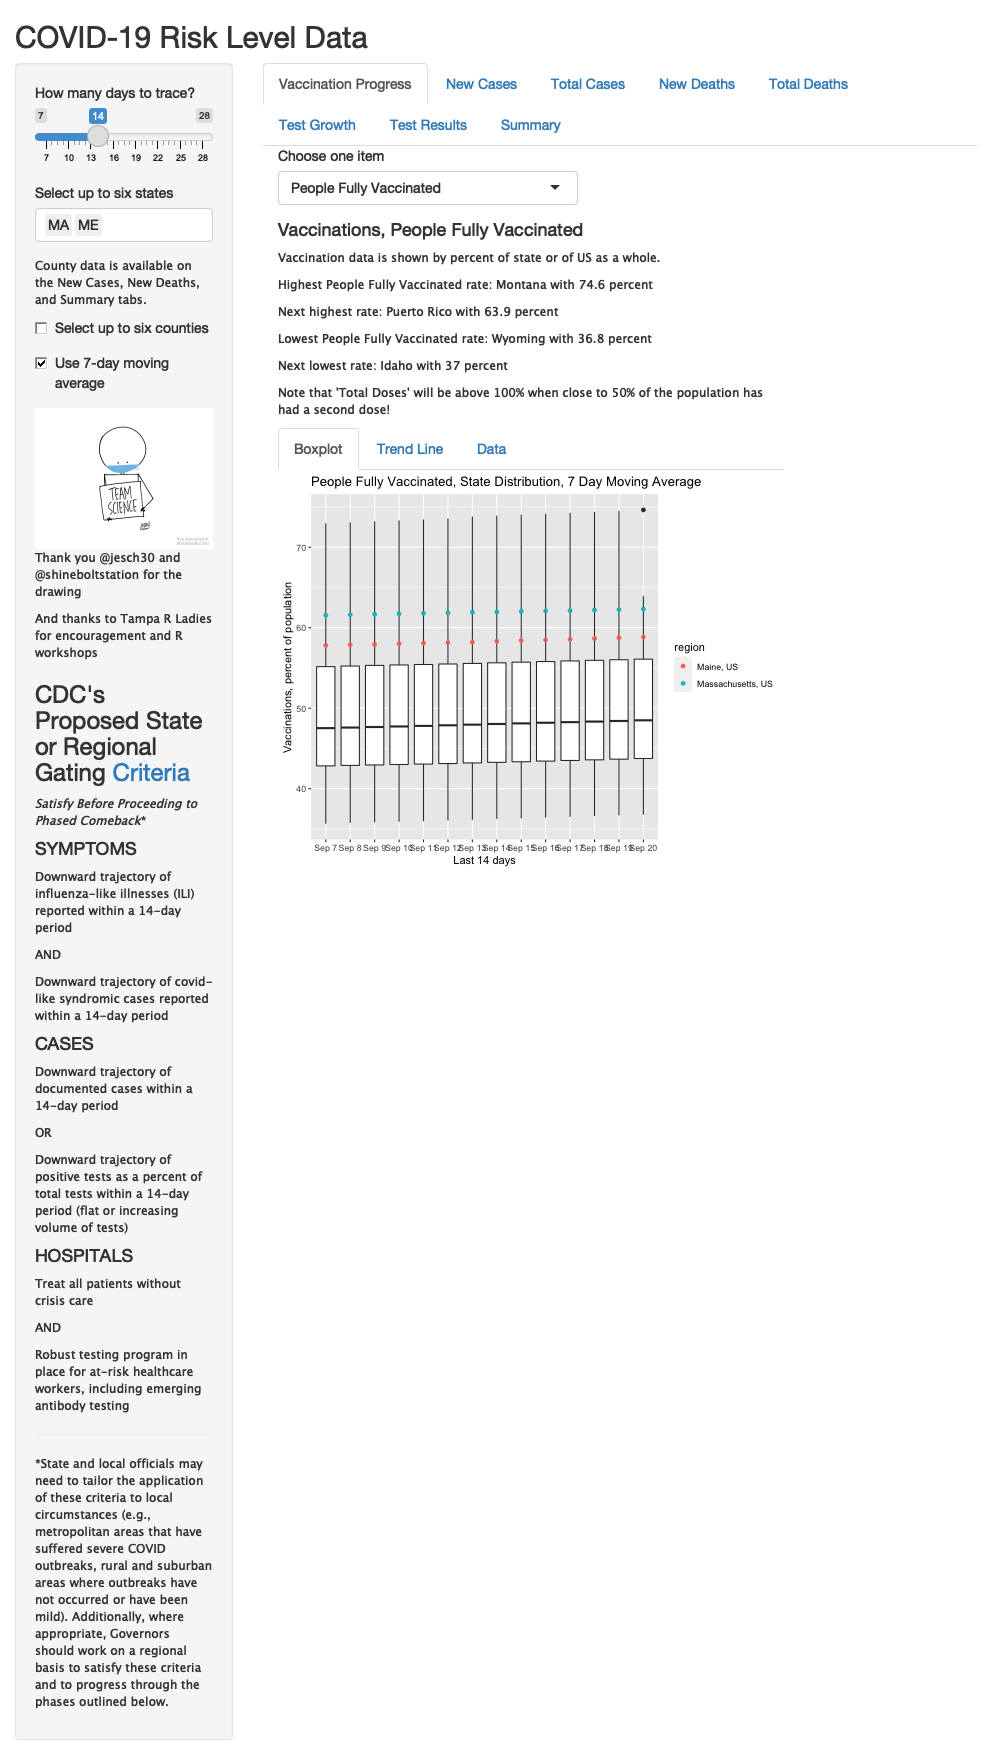 COVID-19 Risk Level Data
How many days to trace?
7 14 28
7 10 13 16 19 22 25 28
Select up to six states
MA ME
County data is available on
the New Cases, New Deaths,
and Summary tabs.
Select up to six counties
Use 7-day moving
average
TEAM
SCIENCE
Thank you @jesch30 and
@shineboltstation for the
drawing
And thanks to Tampa R Ladies
for encouragement and R
workshops
CDC's
Proposed State
or Regional
Gating Criteria
Satisfy Before Proceeding to
Phased Comeback*
SYMPTOMS
Downward trajectory of
influenza-like illnesses (ILI)
reported within a 14-day
period
AND
Downward trajectory of covid-
like syndromic cases reported
within a 14-day period
CASES
Downward trajectory of
documented cases within a
14-day period
OR
Downward trajectory of
positive tests as a percent of
total tests within a 14-day
period (flat or increasing
volume of tests)
HOSPITALS
Treat all patients without
crisis care
AND
Robust testing program in
place for at-risk healthcare
workers, including emerging
antibody testing
*State and local officials may
need to tailor the application
of these criteria to local
circumstances (e.g.,
metropolitan areas that have
suffered severe COVID
outbreaks, rural and suburban
areas where outbreaks have
not occurred or have been
mild). Additionally, where
appropriate, Governors
should work on a regional
basis to satisfy these criteria
and to progress through the
phases outlined below.
Vaccination Progress New Cases Total Cases New Deaths Total Deaths
Test Growth Test Results Summary
Choose one item
People Fully Vaccinated
Vaccinations, People Fully Vaccinated
Vaccination data is shown by percent of state or of US as a whole.
Highest People Fully Vaccinated rate: Montana with 74.6 percent
Next highest rate: Puerto Rico with 63.9 percent
Lowest People Fully Vaccinated rate: Wyoming with 36.8 percent
Next lowest rate: Idaho with 37 percent
Note that 'Total Doses' will be above 100% when close to 50% of the population has
had a second dose!
Boxplot Trend Line Data
People Fully Vaccinated, State Distribution, 7 Day Moving Average
Vaccinations, percent of population
70
60
50
40
Sep 7 Sep 8 Sep 9 Sep 10 Sep 11 Sep 12 Sep 13 Sep 14 Sep 15 Sep 16 Sep 17 Sep 18 Sep 19 Sep 20
Last 14 days
region
Maine, US
Massachusetts, US